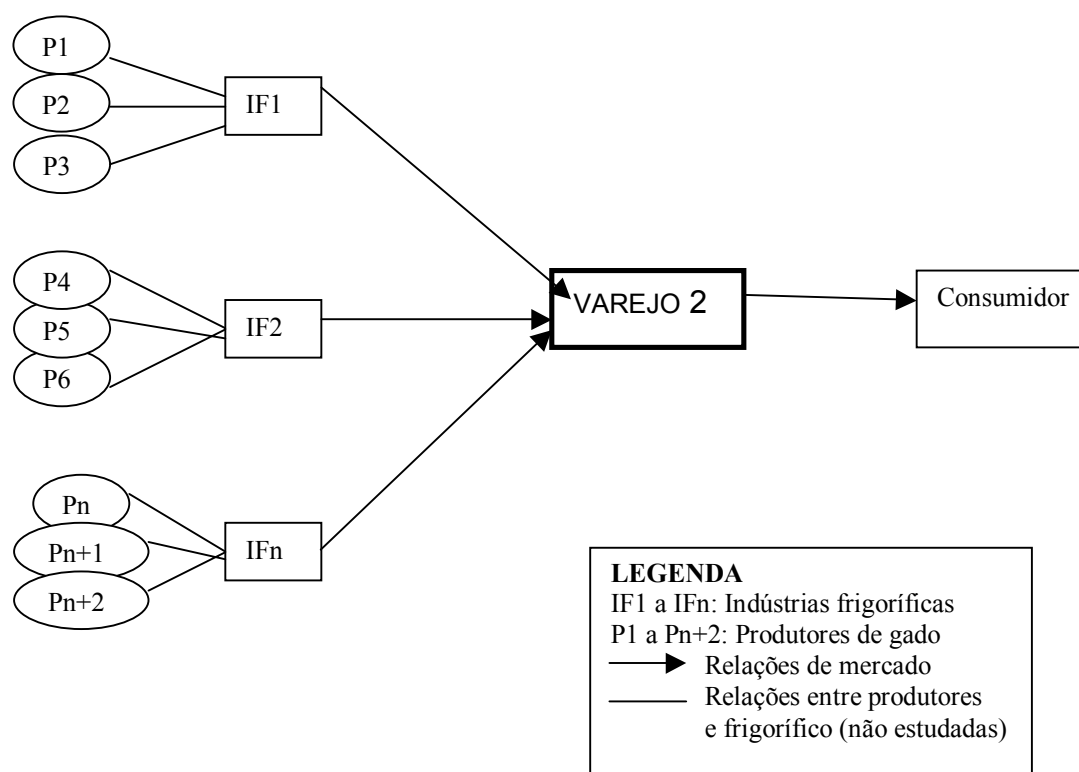 P1
P2
P3
IF1
P4
P5
P6
IF2
VAREJO 2
Consumidor
Pn
Pn+1
Pn+2
IFn
LEGENDA
IF1 a IFn: Indústrias frigoríficas
P1 a Pn+2: Produtores de gado
Relações de mercado
Relações entre produtores
e frigorífico (não estudadas)